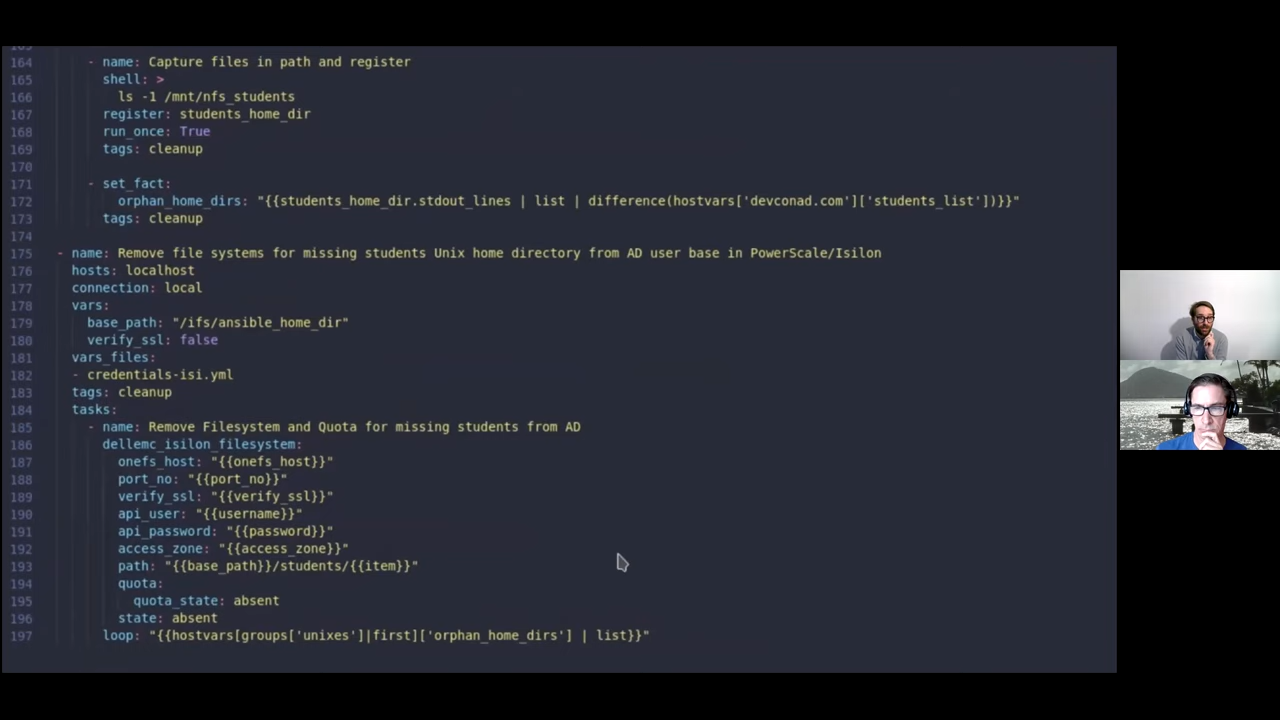 164 - name: Capture files in path and register
165 shell: >
166 ls -1 /mnt/nfs_students
167 register: students_home_dir
168 run_once: True
169 tags: cleanup
170
171 - set_fact:
172 orphan_home_dirs: "{{students_home_dir.stdout_lines | list | difference(hostvars['devconad.com']['students_list'])}}"
173 tags: cleanup
174
175 - name: Remove file systems for missing students Unix home directory from AD user base in PowerScale/Isilon
176 hosts: localhost
177 connection: local
178 vars:
179 base_path: "/ifs/ansible_home_dir"
180 verify_ssl: false
181 vars_files:
182 - credentials-isi.yml
183 tags: cleanup
184 tasks:
185 - name: Remove Filesystem and Quota for missing students from AD
186 dellemc_isilon_filesystem:
187 onefs_host: "{{onefs_host}}"
188 port_no: "{{port_no}}"
189 verify_ssl: "{{verify_ssl}}"
190 api_user: "{{username}}"
191 api_password: "{{password}}"
192 access_zone: "{{access_zone}}"
193 path: "{{base_path}}/students/{{item}}"
194 quota:
195 quota_state: absent
196 state: absent
197 loop: "{{hostvars[groups['unixes']|first]['orphan_home_dirs'] | list}}"